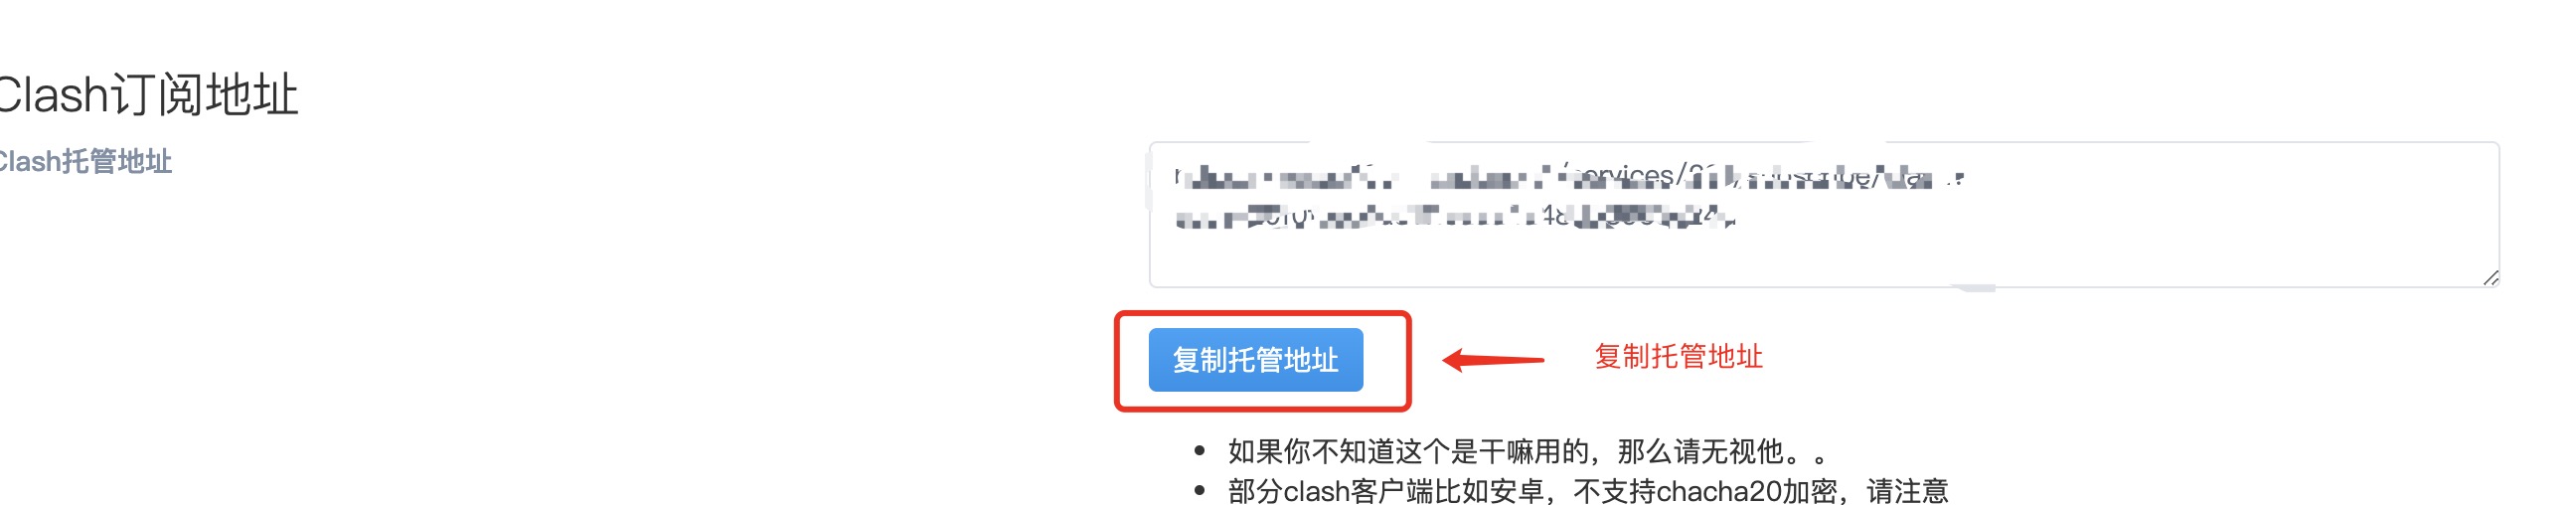 Clash订阅地址
Clash托管地址
复制托管地址
复制托管地址
如果你不知道这个是干嘛用的，那么请无视他。。
部分clash客户端比如安卓，不支持chacha20加密，请注意